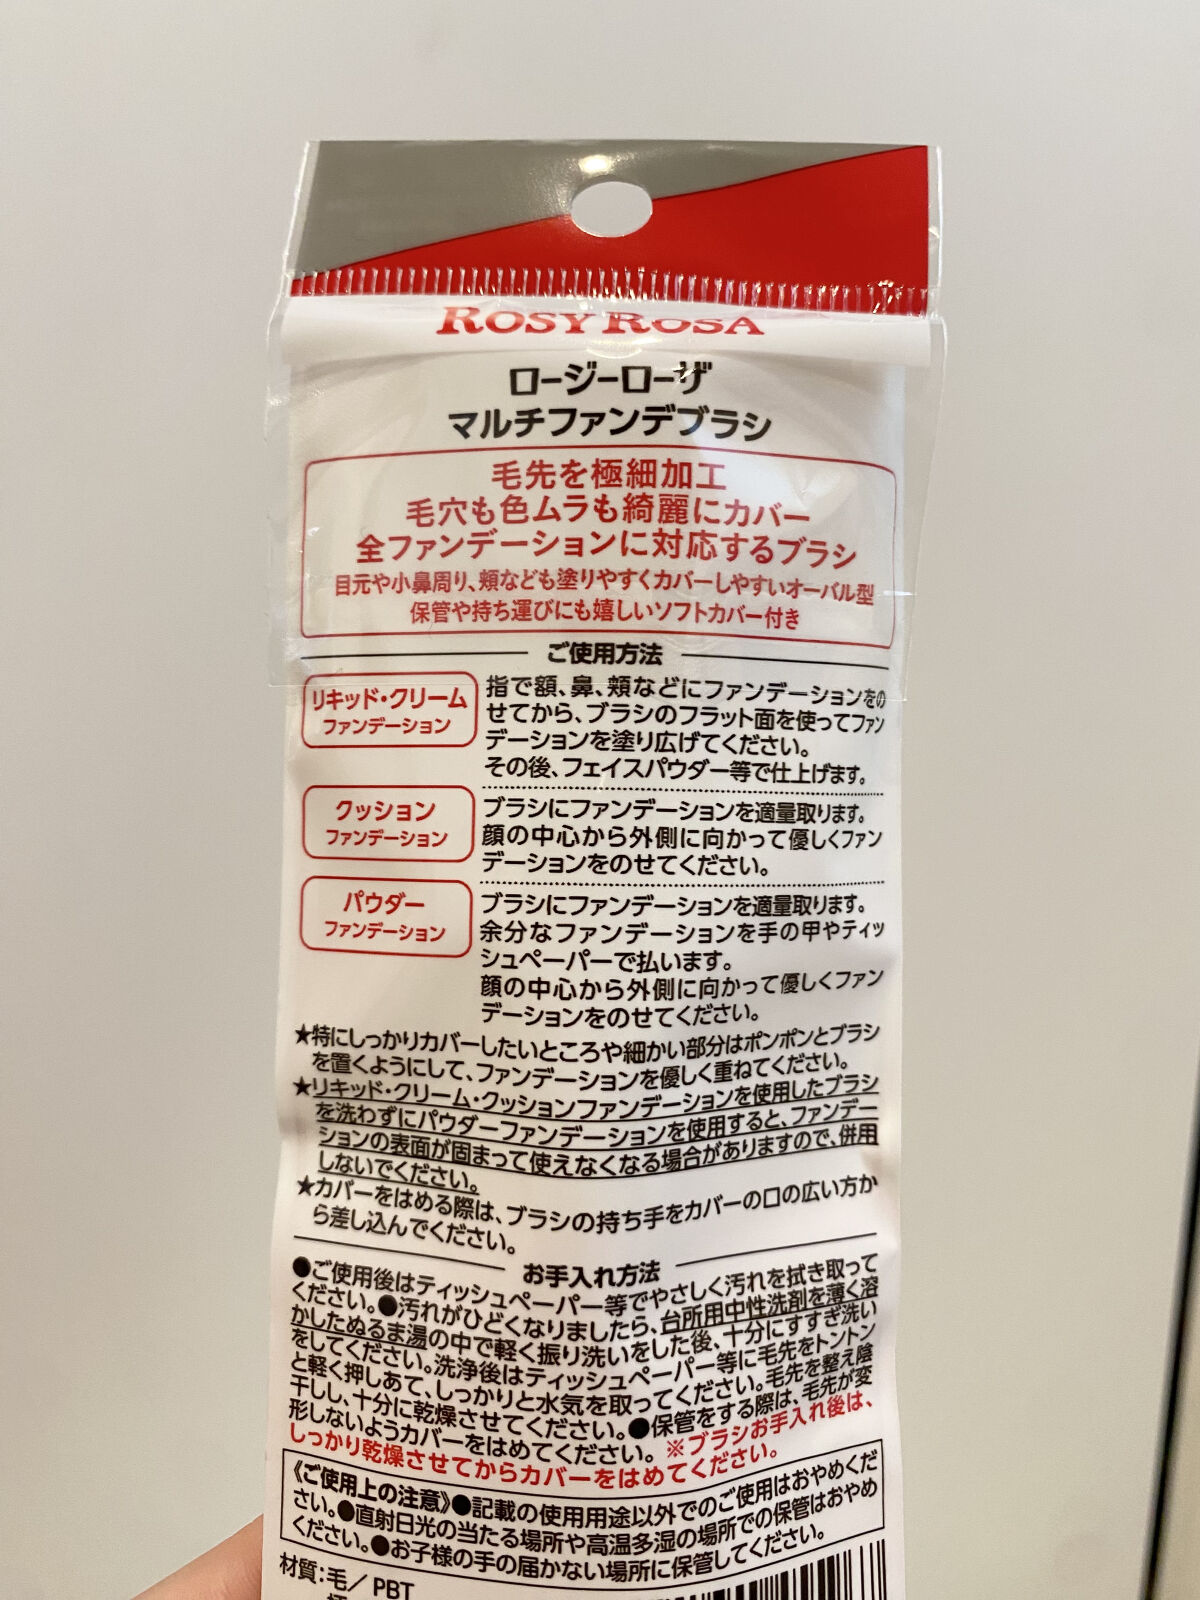 ROSY ROSA
ロージーローザ
マルチファンデブラシ
毛先を極細加工
毛穴も色ムラも綺麗にカバー
全ファンデーションに対応するブラシ
目元や小鼻周り、頬なども塗りやすくカバーしやすいオーバル型
保管や持ち運びにも嬉しいソフトカバー付き
ご使用方法
リキッド・クリーム
ファンデーション
指で額、鼻、頬などにファンデーションをの
せてから、ブラシのフラット面を使ってファン
デーションを塗り広げてください。
その後、フェイスパウダー等で仕上げます。
クッション
ファンデーション
ブラシにファンデーションを適量取ります。
顔の中心から外側に向かって優しくファン
デーションをのせてください。
パウダー
ファンデーション
ブラシにファンデーションを適量取ります。
余分なファンデーションを手の甲やティッ
シュペーパーで払います。
顔の中心から外側に向かって優しくファン
デーションをのせてください。
★特にしっかりカバーしたいところや細かい部分はポンポンとブラシ
を置くようにして、ファンデーションを優しく重ねてください。
★リキッド・クリーム・クッションファンデーションを使用したブラシ
を洗わずにパウダーファンデーションを使用すると、ファンデー
ションの表面が固まって使えなくなる場合がありますので、併用
しないでください。
★カバーをはめる際は、ブラシの持ち手をカバーの口の広い方か
ら差し込んでください。
お手入れ方法
●ご使用後はティッシュペーパー等でやさしく汚れを拭き取って
ください。●汚れがひどくなりましたら、台所用中性洗剤を薄く溶
かしたぬるま湯の中で軽く振り洗いをした後、十分にすすぎ洗い
をしてください。洗浄後はティッシュペーパー等に毛先をトントン
と軽く押しあて、しっかりと水気を取ってください。毛先を整え陰
干しし、十分に乾燥させてください。●保管をする際は、毛先が変
形しないようカバーをはめてください。※ブラシお手入れ後は、
しっかり乾燥させてからカバーをはめてください。
《ご使用上の注意》●記載の使用用途以外でのご使用はおやめくだ
さい。●直射日光の当たる場所や高温多湿の場所での保管はおやめ
ください。●お子様の手の届かない場所に保管してください。
材質:毛/PBT